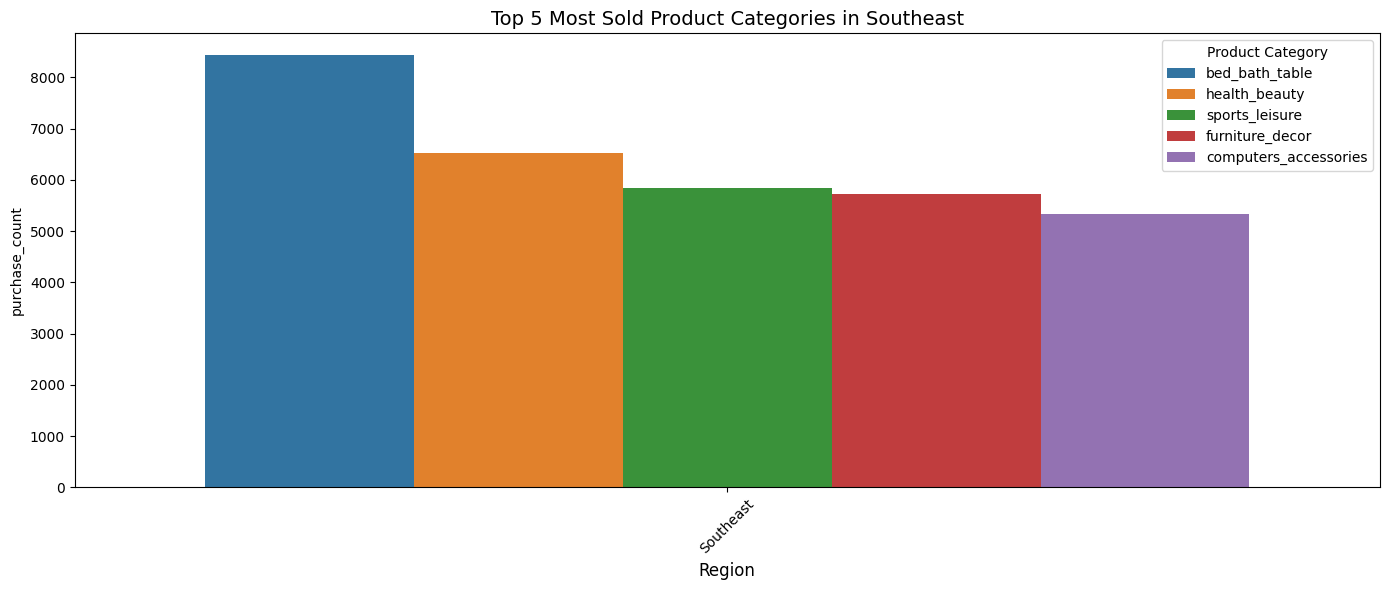 Top 5 Most Sold Product Categories in Southeast
Product Category
bed_bath_table
health_beauty
sports_leisure
furniture_decor
computers_accessories
purchase_count
8000
7000
6000
5000
4000
3000
2000
1000
0
Southeast
Region